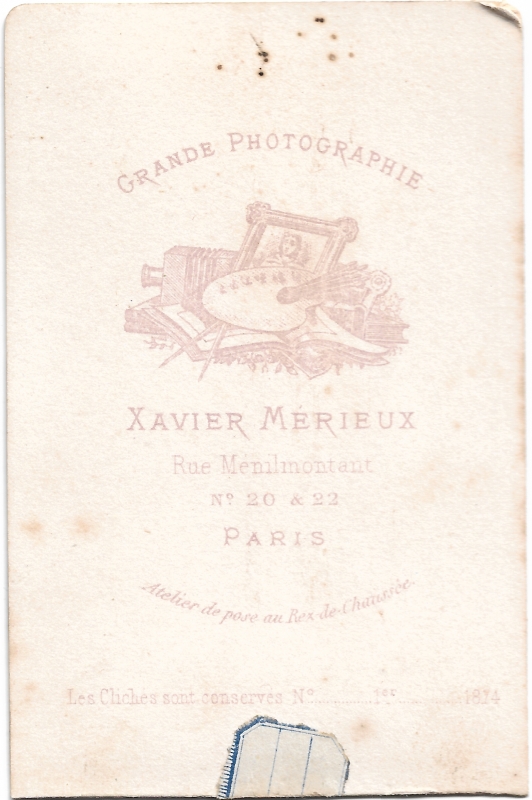 GRANDE PHOTOGRAPHIE
XAVIER MÉRIEUX
Rue Ménilmontant
Nº 20 & 22
PARIS
Atelier de pose au Rez-de-Chaussée.
Les Clichés sont conservés Nº............1er............1874